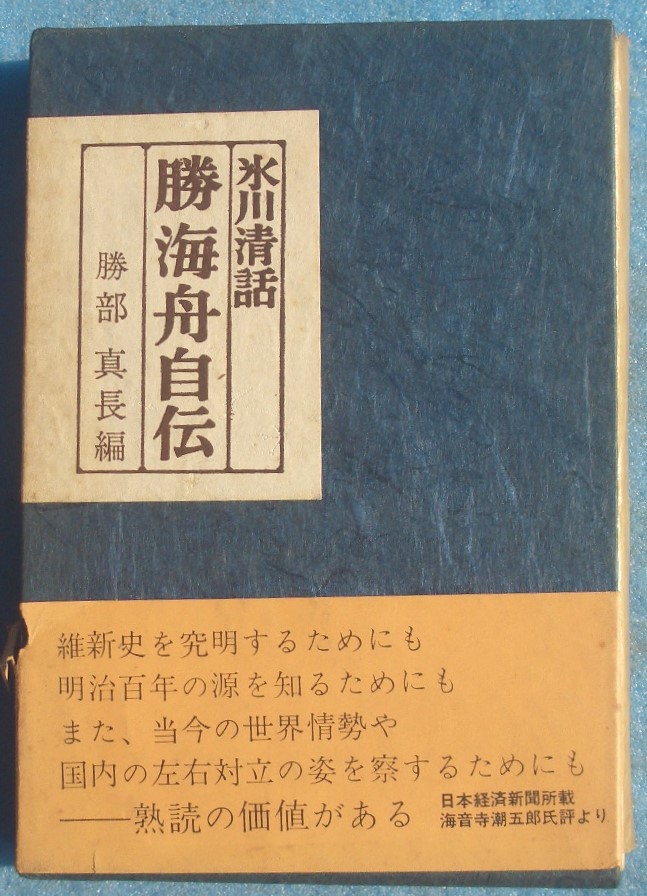 氷川清話
勝海舟自伝
勝部真長編
維新史を究明するためにも
明治百年の源を知るためにも
また、当今の世界情勢や
国内の左右対立の姿を察するためにも
――熟読の価値がある
日本経済新聞所載
海音寺潮五郎氏評より